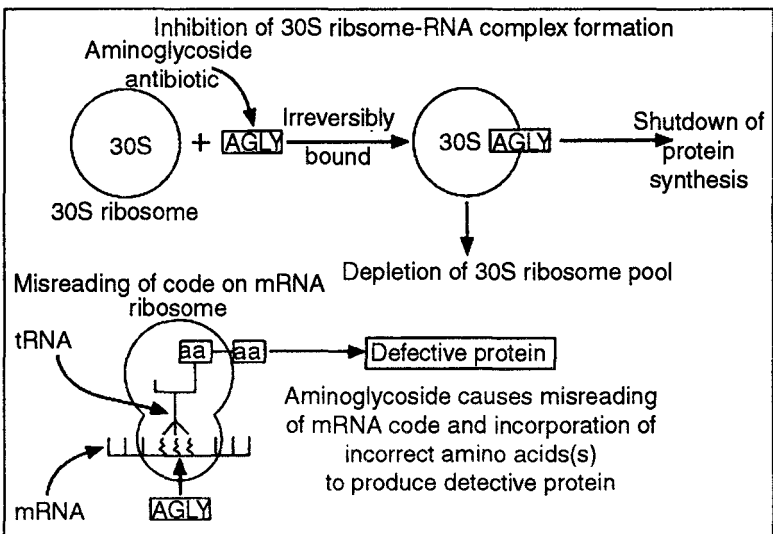 Inhibition of 30S ribsome-RNA complex formation
Aminoglycoside
antibiotic
30S
+
AGLY
Irreversibly
bound
30S
AGLY
Shutdown of
protein
synthesis
30S ribosome
Depletion of 30S ribosome pool
Misreading of code on mRNA
ribosome
tRNA
aa
aa
Defective protein
Aminoglycoside causes misreading
of mRNA code and incorporation of
incorrect amino acids(s)
to produce detective protein
mRNA
AGLY